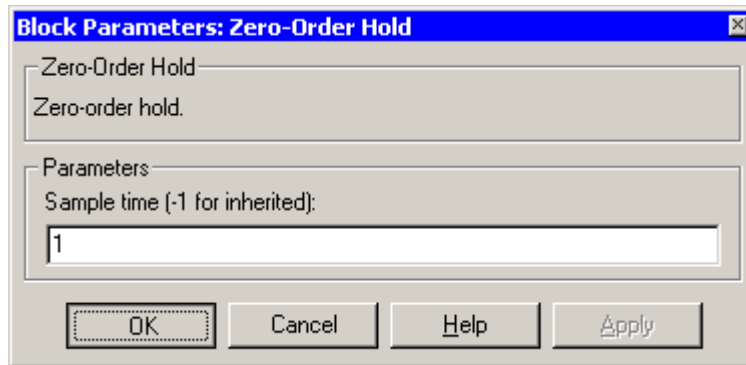 Block Parameters: Zero-Order Hold
Zero-Order Hold
Zero-order hold.
Parameters
Sample time (-1 for inherited):
1
OK Cancel Help Apply